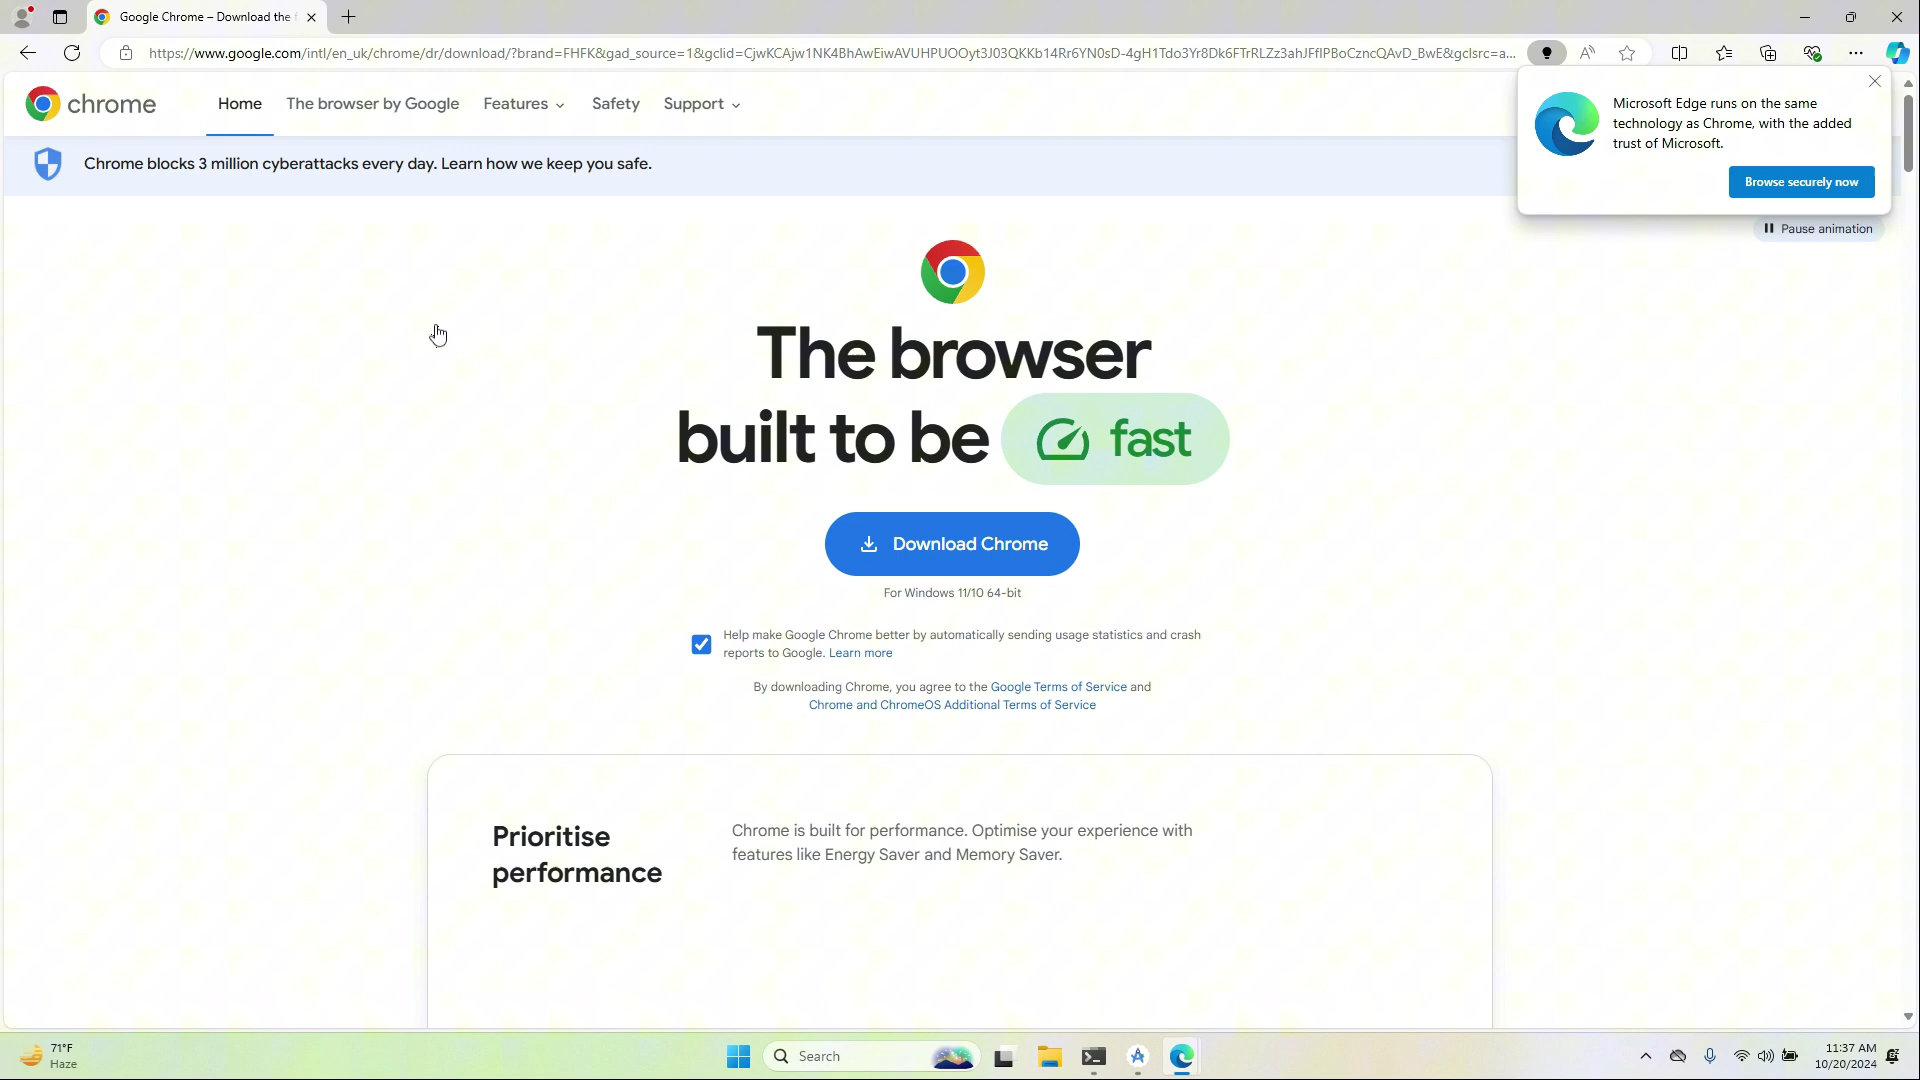 Google Chrome – Download the f
https://www.google.com/intl/en_uk/chrome/dr/download/?brand=FHFK&gad_source=1&gclid=CjwKCAjw1NK4BhAwEiwAVUHPUOOyt3J03QKKb14Rr6YN0sD-4gH1Tdo3Yr8Dk6FTrRLZz3ahJFflPBoCzncQAvD_BwE&gclsrc=a...
chrome
Home
The browser by Google
Features
Safety
Support
Microsoft Edge runs on the same
technology as Chrome, with the added
trust of Microsoft.
Browse securely now
Chrome blocks 3 million cyberattacks every day. Learn how we keep you safe.
Pause animation
The browser
built to be fast
Download Chrome
For Windows 11/10 64-bit
Help make Google Chrome better by automatically sending usage statistics and crash
reports to Google. Learn more
By downloading Chrome, you agree to the Google Terms of Service and
Chrome and ChromeOS Additional Terms of Service
Prioritise
performance
Chrome is built for performance. Optimise your experience with
features like Energy Saver and Memory Saver.
71°F
Haze
Search
11:37 AM
10/20/2024